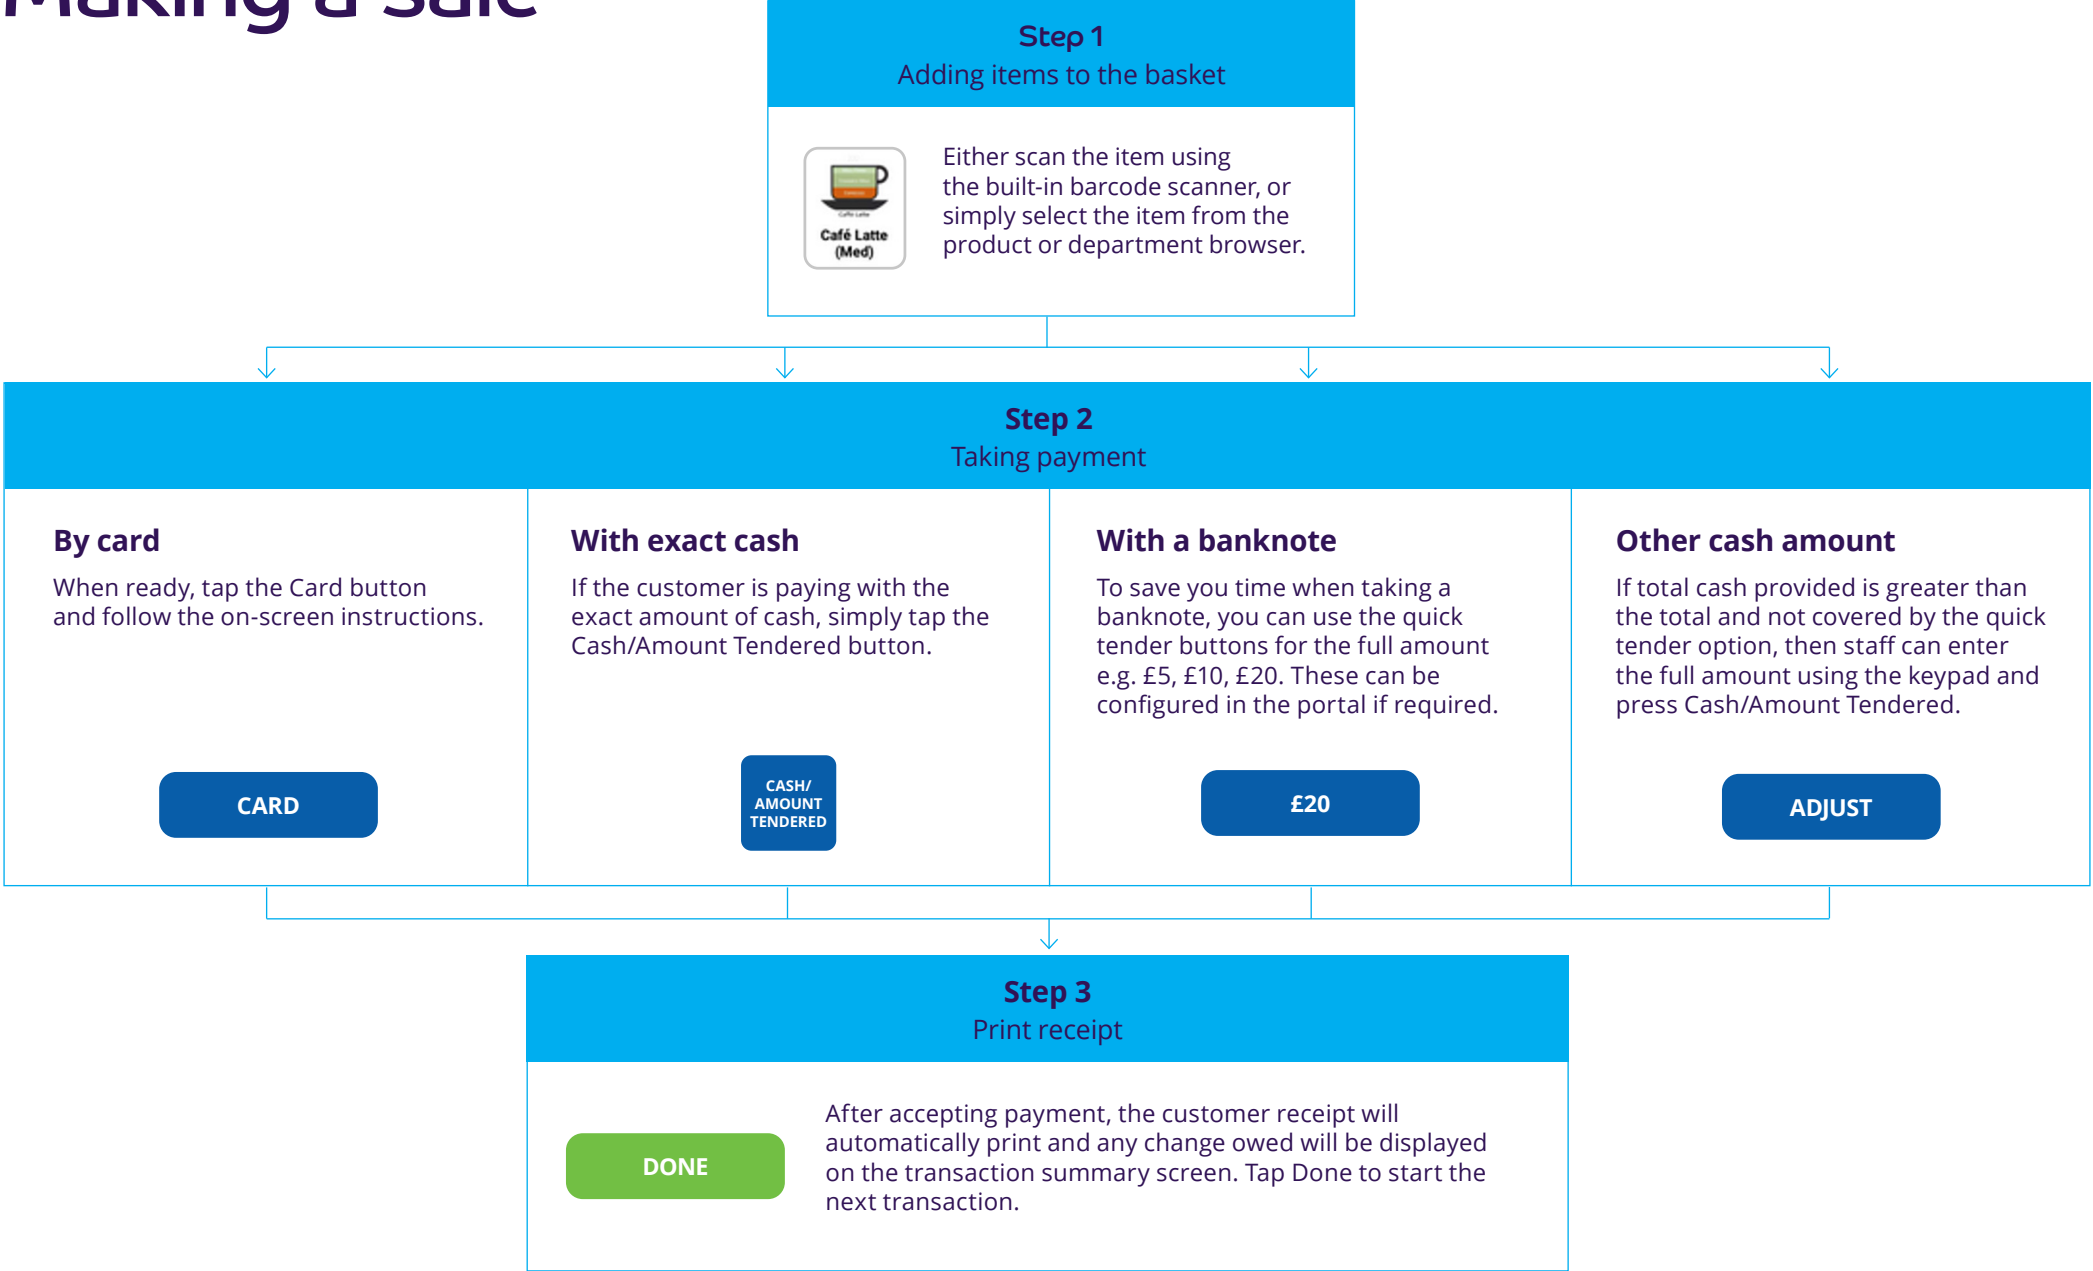 Making a Sale
Step 1
Adding items to the basket
Café Latte
(Med)
Either scan the item using
the built-in barcode scanner, or
simply select the item from the
product or department browser.
Step 2
Taking payment
By card
When ready, tap the Card button
and follow the on-screen instructions.
CARD
With exact cash
If the customer is paying with the
exact amount of cash, simply tap the
Cash/Amount Tendered button.
CASH/
AMOUNT
TENDERED
With a banknote
To save you time when taking a
banknote, you can use the quick
tender buttons for the full amount
e.g. £5, £10, £20. These can be
configured in the portal if required.
£20
Other cash amount
If total cash provided is greater than
the total and not covered by the quick
tender option, then staff can enter
the full amount using the keypad and
press Cash/Amount Tendered.
ADJUST
Step 3
Print receipt
DONE
After accepting payment, the customer receipt will
automatically print and any change owed will be displayed
on the transaction summary screen. Tap Done to start the
next transaction.